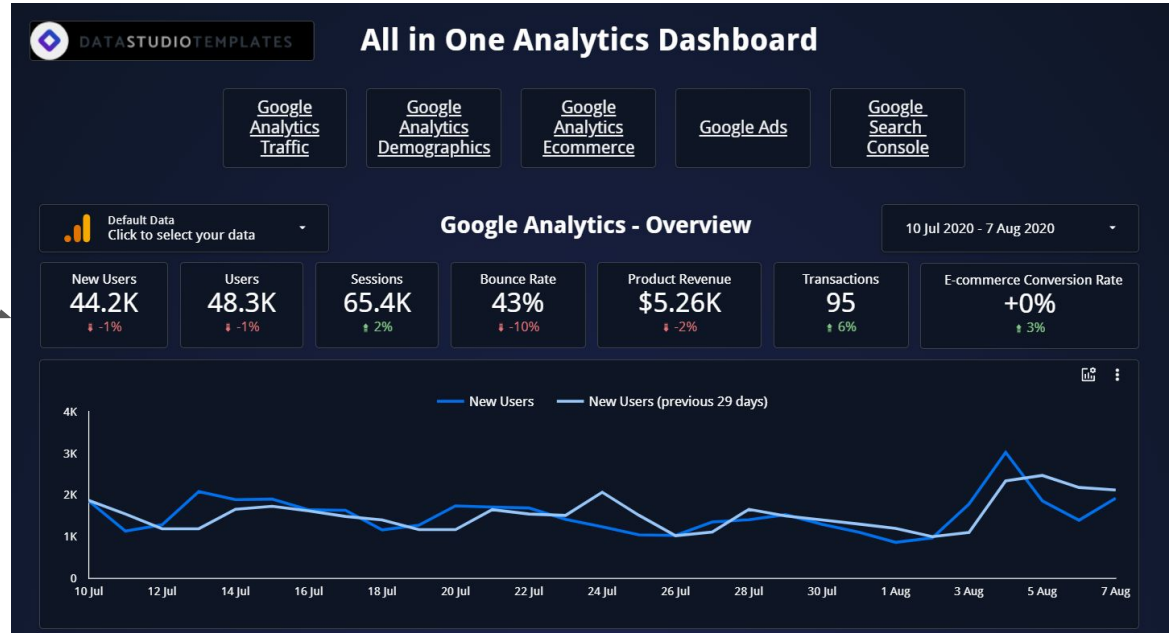 DATASTUDIOTEMPLATES
All in One Analytics Dashboard
Google
Analytics
Traffic
Google
Analytics
Demographics
Google
Analytics
Ecommerce
Google Ads
Google
Search
Console
Default Data
Click to select your data
Google Analytics - Overview
10 Jul 2020 - 7 Aug 2020
New Users
44.2K
-1%
Users
48.3K
-1%
Sessions
65.4K
2%
Bounce Rate
43%
-10%
Product Revenue
$5.26K
-2%
Transactions
95
6%
E-commerce Conversion Rate
+0%
3%
New Users
New Users (previous 29 days)
4K
3K
2K
1K
0
10 Jul
12 Jul
14 Jul
16 Jul
18 Jul
20 Jul
22 Jul
24 Jul
26 Jul
28 Jul
30 Jul
1 Aug
3 Aug
5 Aug
7 Aug